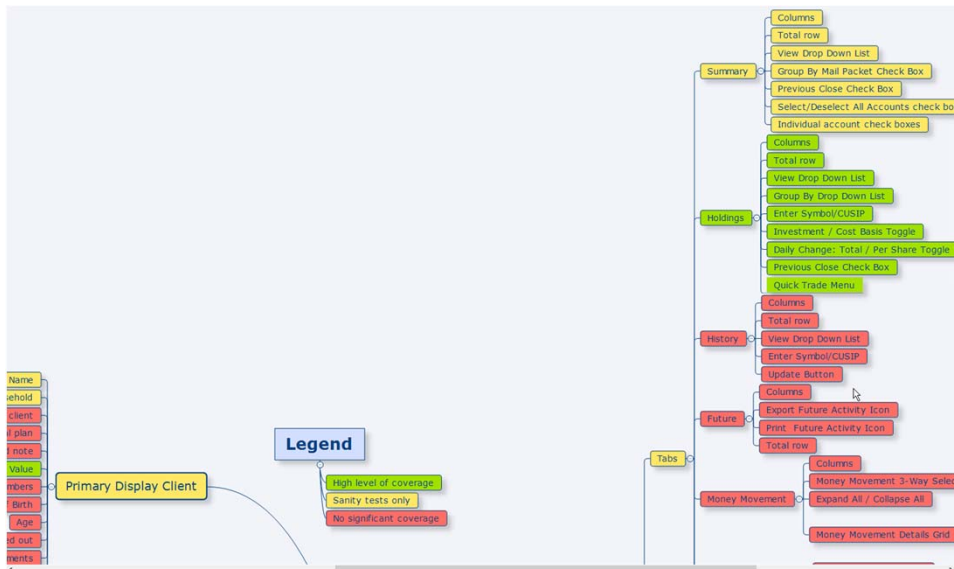 Columns
Total row
View Drop Down List
Summary
Group By Mail Packet Check Box
Previous Close Check Box
Select/Deselect All Accounts check bo
Individual account check boxes
Columns
Total row
View Drop Down List
Group By Drop Down List
Holdings
Enter Symbol/CUSIP
Investment / Cost Basis Toggle
Daily Change: Total / Per Share Toggle
Previous Close Check Box
Quick Trade Menu
Columns
Total row
History
View Drop Down List
Enter Symbol/CUSIP
Update Button
Columns
Future
Export Future Activity Icon
Print Future Activity Icon
Total row
Tabs
Columns
Money Movement 3-Way Selec
Money Movement
Expand All / Collapse All
Money Movement Details Grid
Legend
High level of coverage
Sanity tests only
No significant coverage
Primary Display Client
Name
sehold
client
al plan
d note
Value
mbers
Birth
Age
ed out
ments